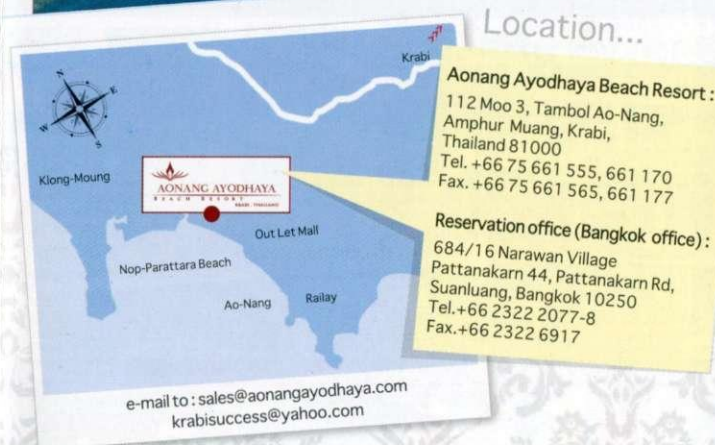 Location...
Krabi
N
E
W
S
Klong-Moung
AONANG AYODHAYA
BEACH RESORT
KRABI THAILAND
Out Let Mall
Nop-Parattara Beach
Ao-Nang
Railay
e-mail to : sales@aonangayodhaya.com
krabisuccess@yahoo.com
Aonang Ayodhaya Beach Resort :
112 Moo 3, Tambol Ao-Nang,
Amphur Muang, Krabi,
Thailand 81000
Tel. +66 75 661 555, 661 170
Fax. +66 75 661 565, 661 177
Reservation office (Bangkok office) :
684/16 Narawan Village
Pattanakarn 44, Pattanakarn Rd,
Suanluang, Bangkok 10250
Tel.+66 2322 2077-8
Fax.+66 2322 6917